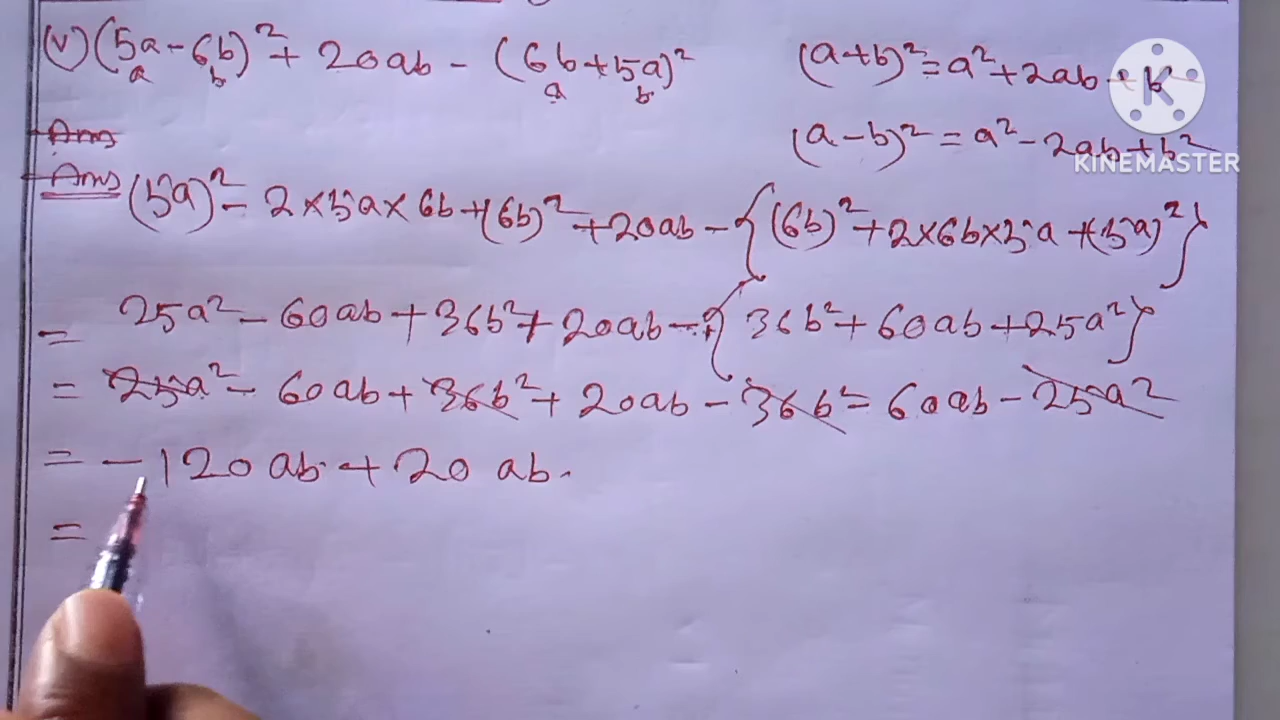 (v) (5a - 6b)² + 20ab - (6b + 5a)²
a b a b
(a + b)² = a² + 2ab + b
(a - b)² = a² - 2ab + b²
K
KINEMASTER
Ans
Ans (5a)² - 2×5a×6b + (6b)² + 20ab - {(6b)² + 2×6b×5a + (5a)²}
= 25a² - 60ab + 36b² + 20ab - {36b² + 60ab + 25a²}
= 25a² - 60ab + 36b² + 20ab - 36b² - 60ab - 25a²
= -120ab + 20ab.
=